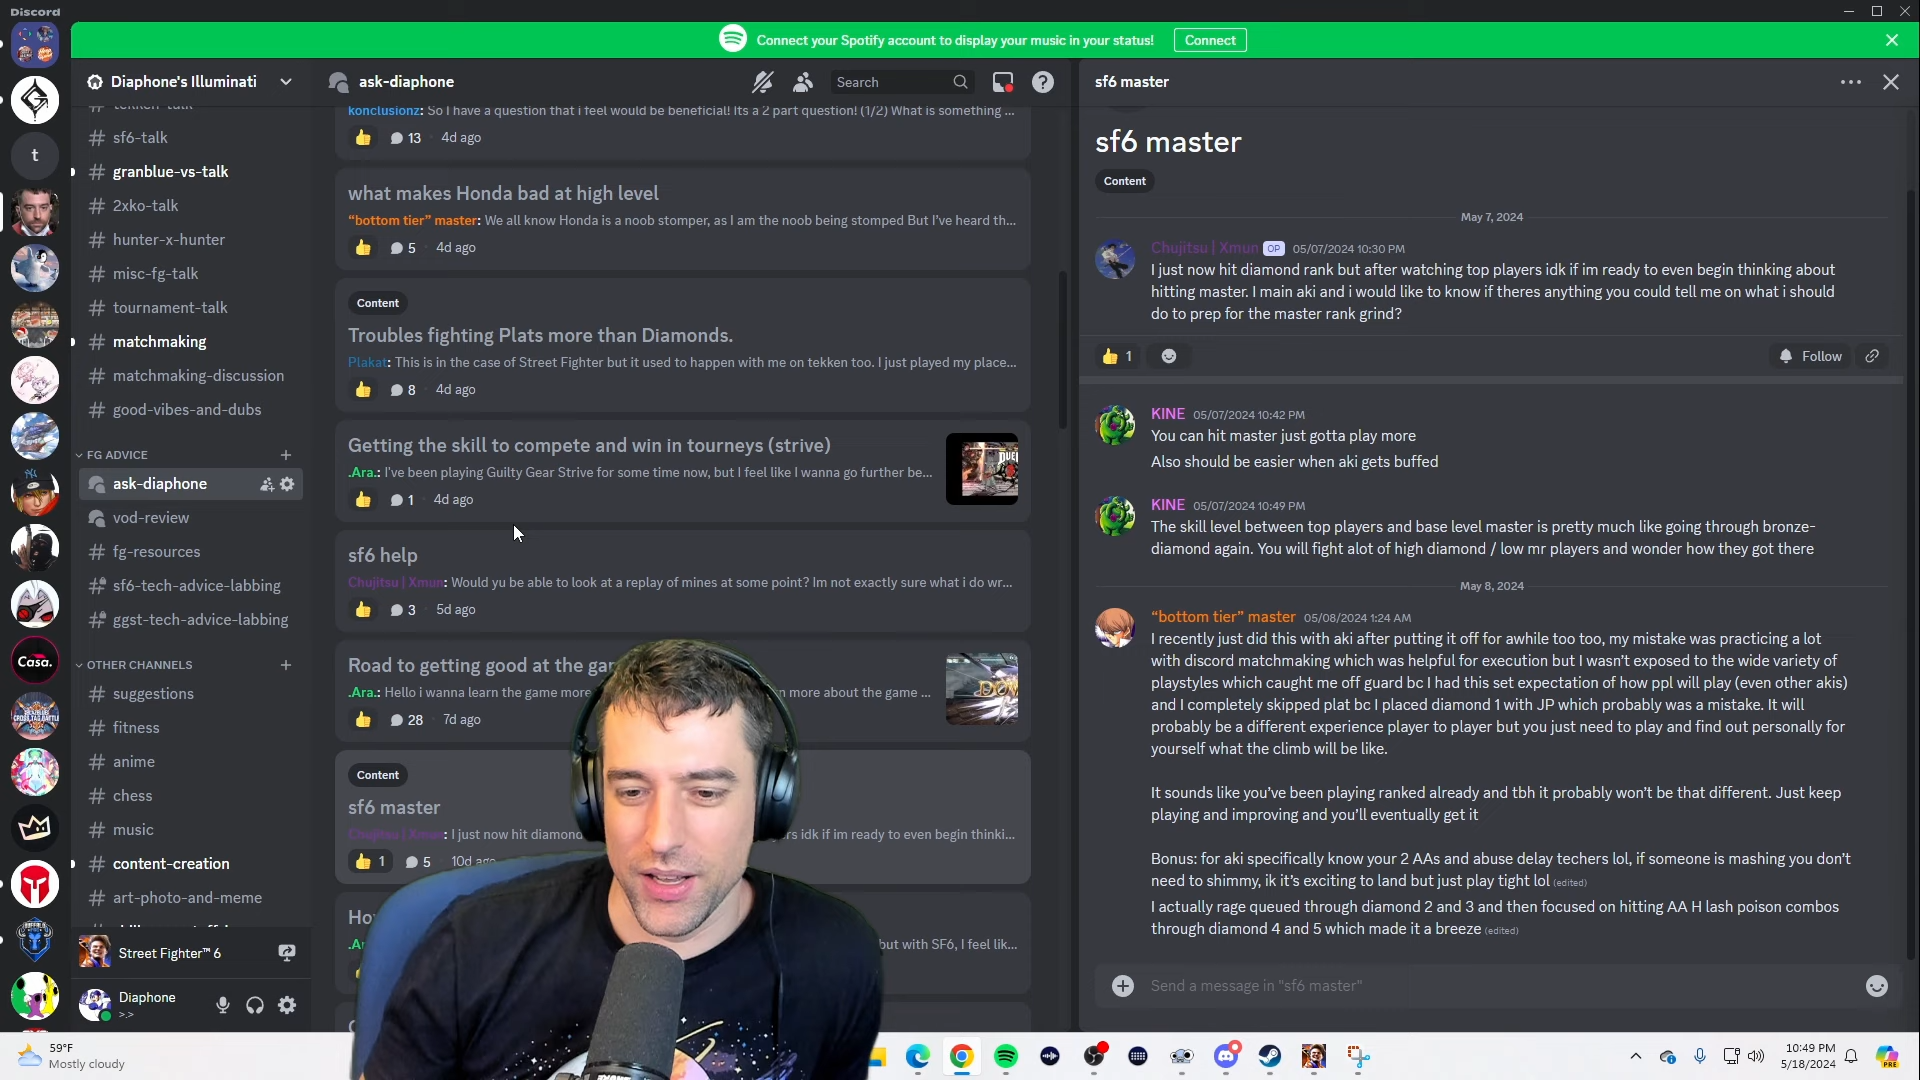 Discord
Connect your Spotify account to display your music in your status!
Connect
Diaphone's Illuminati
# sf6-talk
# granblue-vs-talk
# 2xko-talk
# hunter-x-hunter
# misc-fg-talk
# tournament-talk
# matchmaking
# matchmaking-discussion
# good-vibes-and-dubs
FG ADVICE
ask-diaphone
vod-review
# fg-resources
# sf6-tech-advice-labbing
# ggst-tech-advice-labbing
OTHER CHANNELS
# suggestions
# fitness
# anime
# chess
# music
# content-creation
# art-photo-and-meme
Street Fighter™ 6
Diaphone
>.>
t
Casa.
ask-diaphone
Search
konclusionz: So I have a question that i feel would be beneficial! Its a 2 part question! (1/2) What is something ...
13 4d ago
what makes Honda bad at high level
“bottom tier” master: We all know Honda is a noob stomper, as I am the noob being stomped But I've heard th...
5 · 4d ago
Content
Troubles fighting Plats more than Diamonds.
Plakat: This is in the case of Street Fighter but it used to happen with me on tekken too. I just played my place...
8 · 4d ago
Getting the skill to compete and win in tourneys (strive)
.Ara.: I've been playing Guilty Gear Strive for some time now, but I feel like I wanna go further be...
1 · 4d ago
sf6 help
Chujitsu | Xmun: Would yu be able to look at a replay of mines at some point? Im not exactly sure what i do wr...
3 · 5d ago
Road to getting good at the
.Ara.: Hello i wanna learn the game more
n more about the game ...
28 · 7d ago
Content
sf6 master
Chujitsu | Xmun: I just now hit diamond
rs idk if im ready to even begin thinki...
1 5 10d ago
but with SF6, I feel lik...
sf6 master
sf6 master
Content
May 7, 2024
Chujitsu | Xmun OP 05/07/2024 10:30 PM
I just now hit diamond rank but after watching top players idk if im ready to even begin thinking about
hitting master. I main aki and i would like to know if theres anything you could tell me on what i should
do to prep for the master rank grind?
1
Follow
KINE 05/07/2024 10:42 PM
You can hit master just gotta play more
Also should be easier when aki gets buffed
KINE 05/07/2024 10:49 PM
The skill level between top players and base level master is pretty much like going through bronze-
diamond again. You will fight alot of high diamond / low mr players and wonder how they got there
May 8, 2024
“bottom tier” master 05/08/2024 1:24 AM
I recently just did this with aki after putting it off for awhile too too, my mistake was practicing a lot
with discord matchmaking which was helpful for execution but I wasn't exposed to the wide variety of
playstyles which caught me off guard bc I had this set expectation of how ppl will play (even other akis)
and I completely skipped plat bc I placed diamond 1 with JP which probably was a mistake. It will
probably be a different experience player to player but you just need to play and find out personally for
yourself what the climb will be like.
It sounds like you've been playing ranked already and tbh it probably won't be that different. Just keep
playing and improving and you'll eventually get it
Bonus: for aki specifically know your 2 AAs and abuse delay techers lol, if someone is mashing you don't
need to shimmy, ik it's exciting to land but just play tight lol (edited)
I actually rage queued through diamond 2 and 3 and then focused on hitting AA H lash poison combos
through diamond 4 and 5 which made it a breeze (edited)
Send a message in "sf6 master"
59°F
Mostly cloudy
10:49 PM
5/18/2024